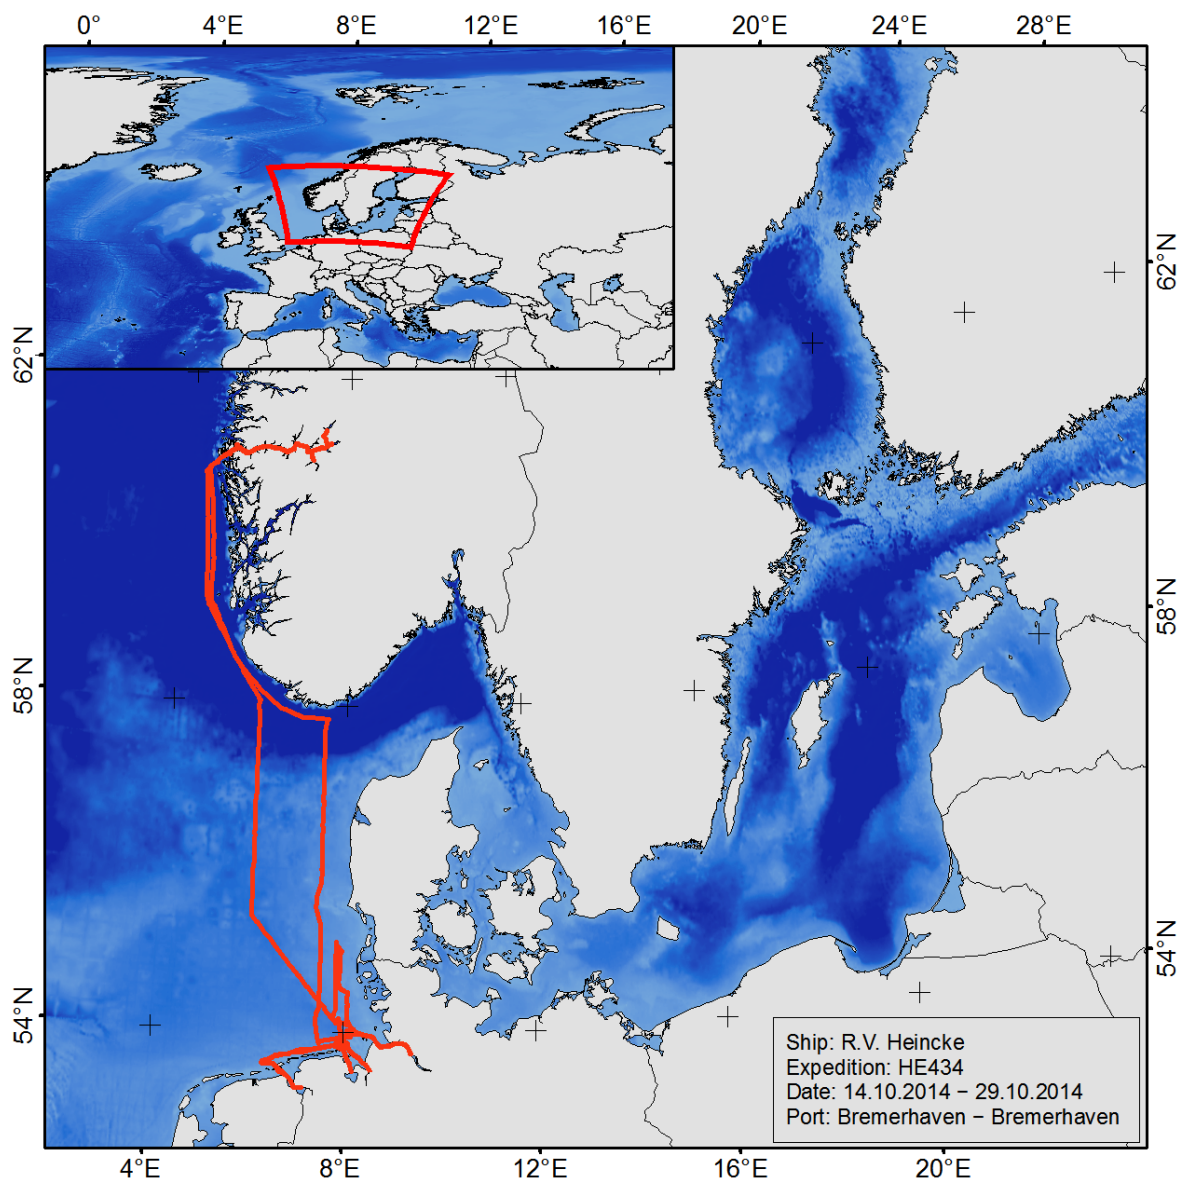 0° 4°E 8°E 12°E 16°E 20°E 24°E 28°E
62°N
62°N
58°N
58°N
54°N
54°N
Ship: R.V. Heincke
Expedition: HE434
Date: 14.10.2014 − 29.10.2014
Port: Bremerhaven − Bremerhaven
4°E 8°E 12°E 16°E 20°E